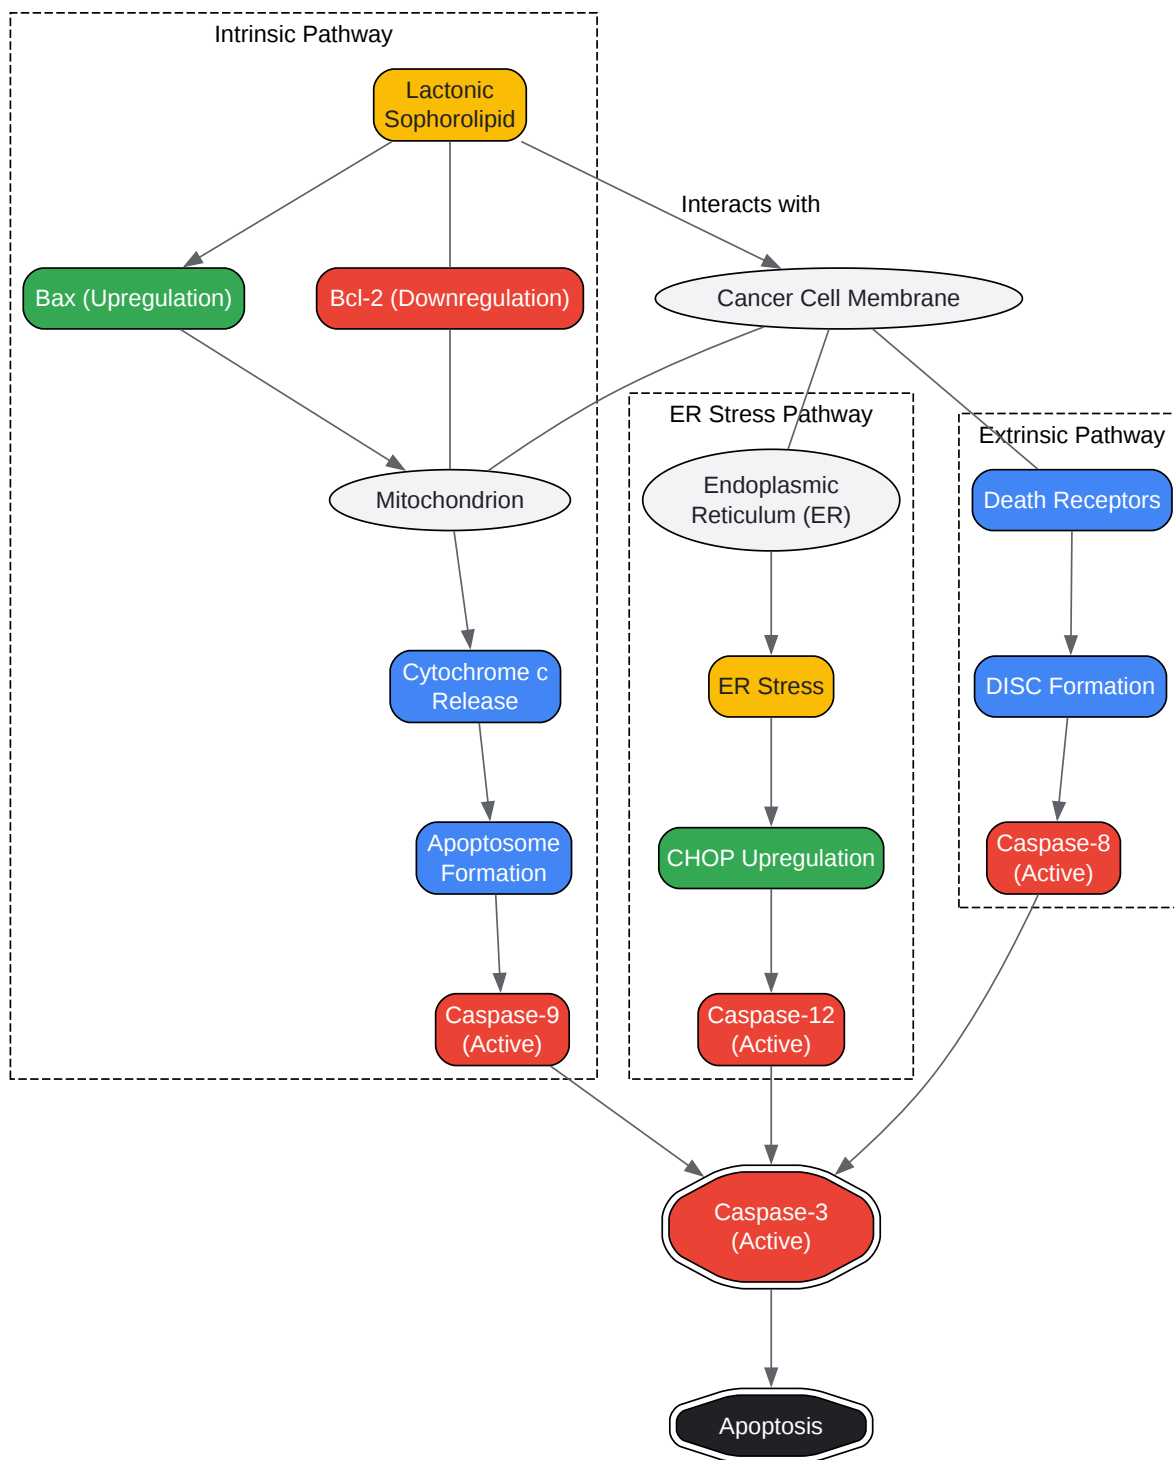 Intrinsic Pathway
Lactonic
Sophorolipid
Interacts with
Bax (Upregulation)
Bcl-2 (Downregulation)
Cancer Cell Membrane
ER Stress Pathway
Extrinsic Pathway
Mitochondrion
Endoplasmic
Reticulum (ER)
Death Receptors
Cytochrome c
Release
ER Stress
DISC Formation
Apoptosome
Formation
CHOP Upregulation
Caspase-8
(Active)
Caspase-9
(Active)
Caspase-12
(Active)
Caspase-3
(Active)
Apoptosis